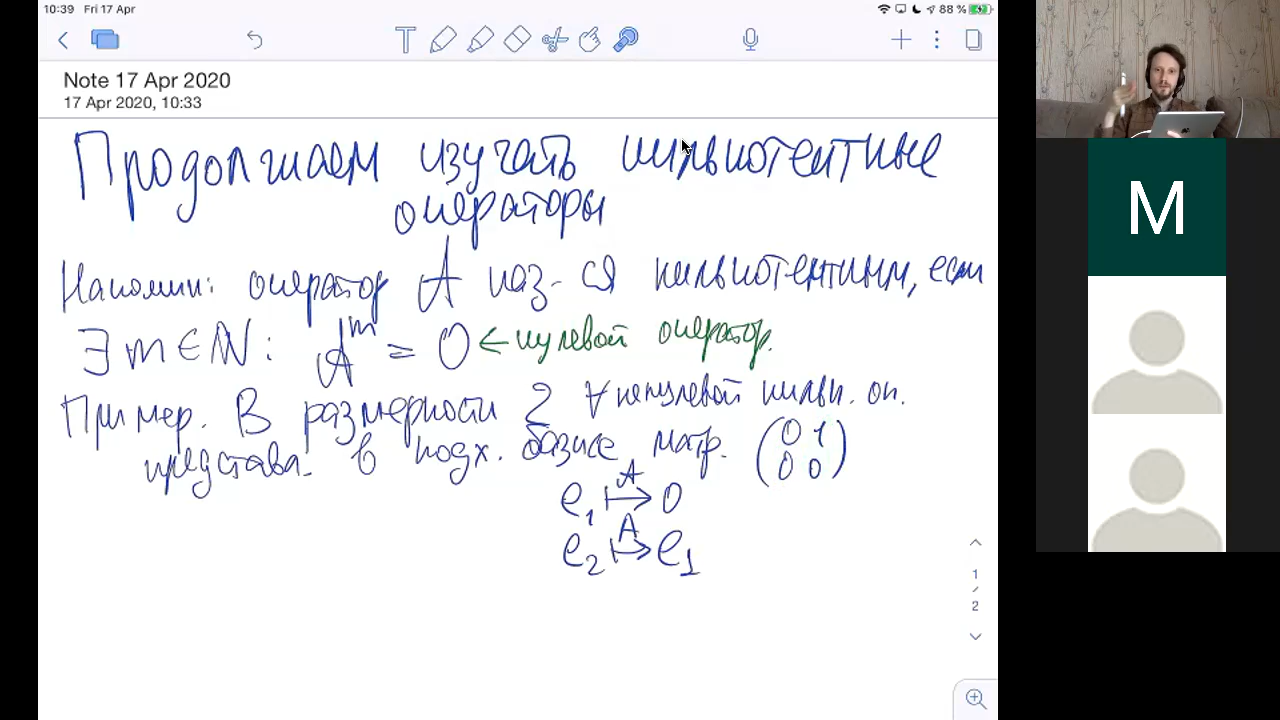 10:39 Fri 17 Apr
88 %
Note 17 Apr 2020
17 Apr 2020, 10:33
Продолжаем изучать нильпотентные
операторы
Напомин: оператор A наз-ся нильпотентным, если
∃ m ∈ ℕ: A^m = 0 ← нулевой оператор.
Пример. В размерности 2 ∀ ненулевой нильп. оп.
представ. в подх. базисе матр. (0 1
0 0)
e₁ ↦ 0
A
e₂ ↦ e₁
A
1
/
2
M